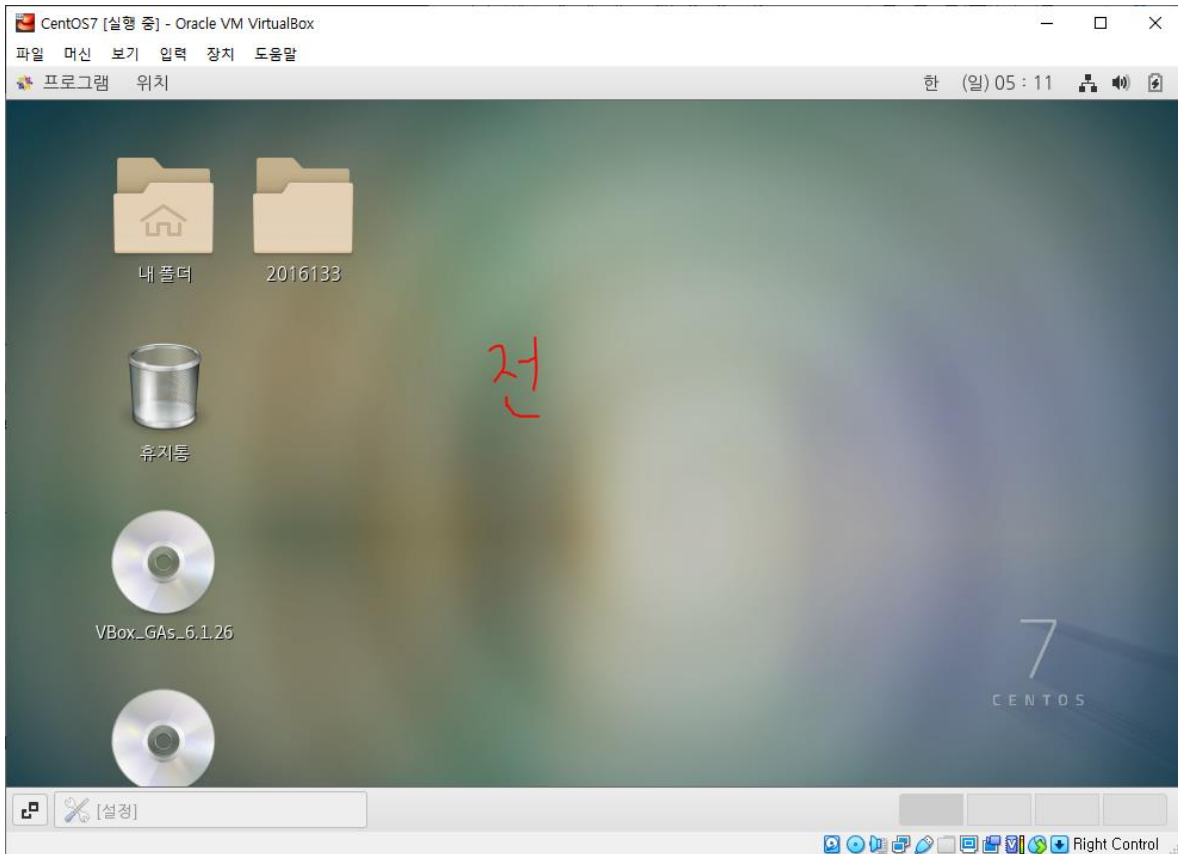 CentOS7 [실행 중] - Oracle VM VirtualBox
파일 머신 보기 입력 장치 도움말
프로그램 위치 한 (일) 05 : 11
내 폴더 2016133
전
휴지통
VBox_GAs_6.1.26
7
CENTOS
[설정]
Right Control